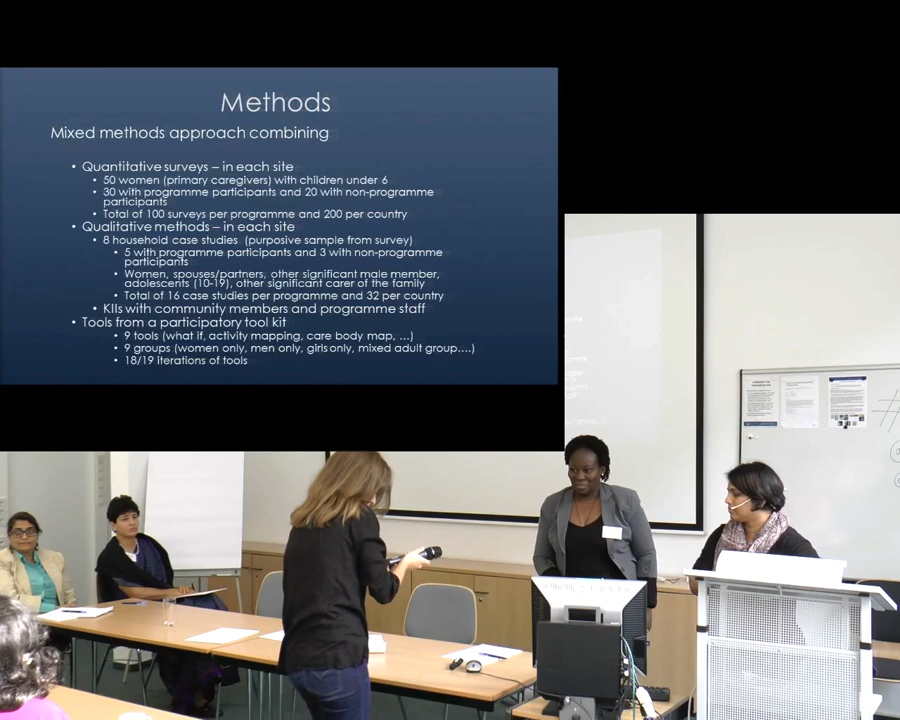 Methods
Mixed methods approach combining
• Quantitative surveys – in each site
• 50 women (primary caregivers) with children under 6
• 30 with programme participants and 20 with non-programme
participants
• Total of 100 surveys per programme and 200 per country
• Qualitative methods – in each site
• 8 household case studies (purposive sample from survey)
• 5 with programme participants and 3 with non-programme
participants
• Women, spouses/partners, other significant male member,
adolescents (10-19), other significant carer of the family
• Total of 16 case studies per programme and 32 per country
• KIIs with community members and programme staff
• Tools from a participatory tool kit
• 9 tools (what if, activity mapping, care body map, ...)
• 9 groups (women only, men only, girls only, mixed adult group....)
• 18/19 iterations of tools